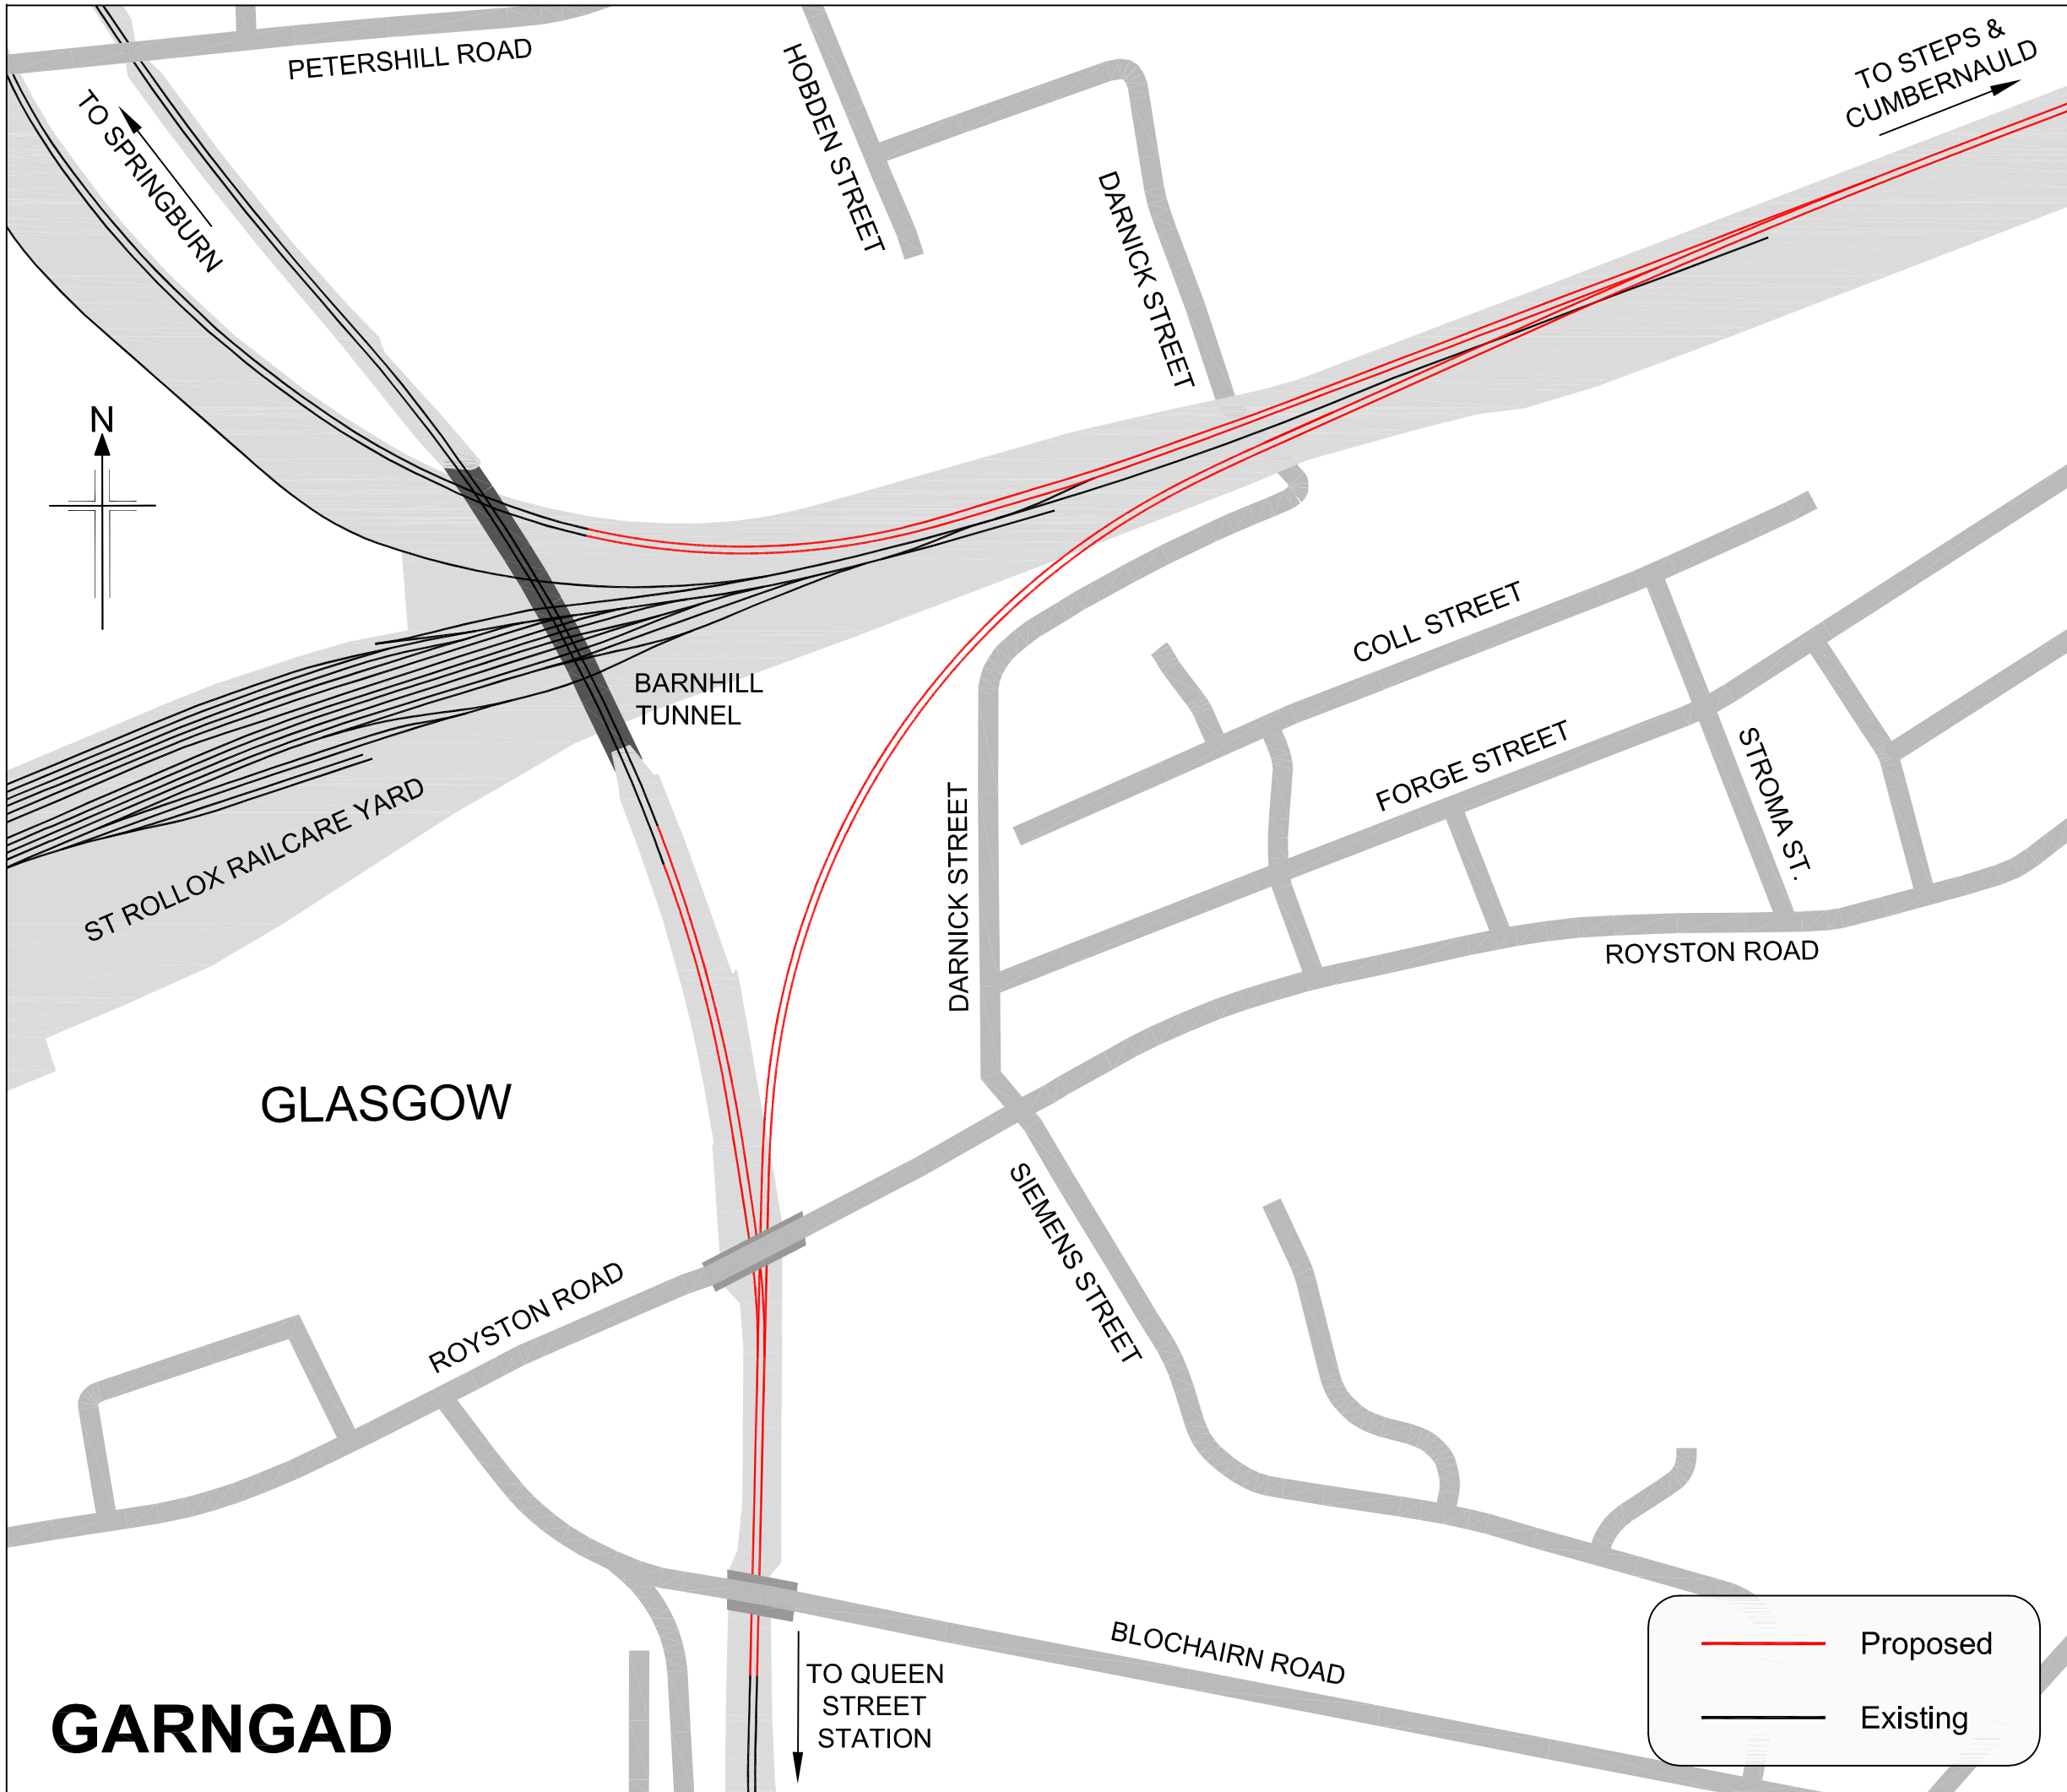 PETERSHILL ROAD
TO STEPS &
CUMBERNAULD
HOBDEN STREET
TO SPRINGBURN
DARNICK STREET
N
COLL STREET
BARNHILL
TUNNEL
FORGE STREET
STROMA ST.
ST ROLLOX RAILCARE YARD
DARNICK STREET
ROYSTON ROAD
GLASGOW
SIEMENS STREET
ROYSTON ROAD
BLOCHAIRN ROAD
TO QUEEN
STREET
STATION
GARNGAD
Proposed
Existing